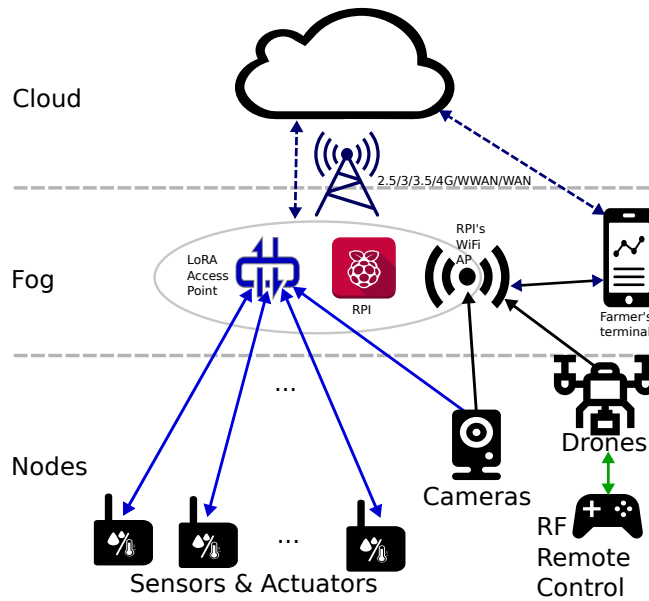 Cloud
2.5/3/3.5/4G/WWAN/WAN
Fog
LoRA
Access
Point
RPI
RPI's
WiFi
AP
Farmer's
terminal
...
Nodes
Cameras
Drones
...
Sensors & Actuators
RF
Remote
Control